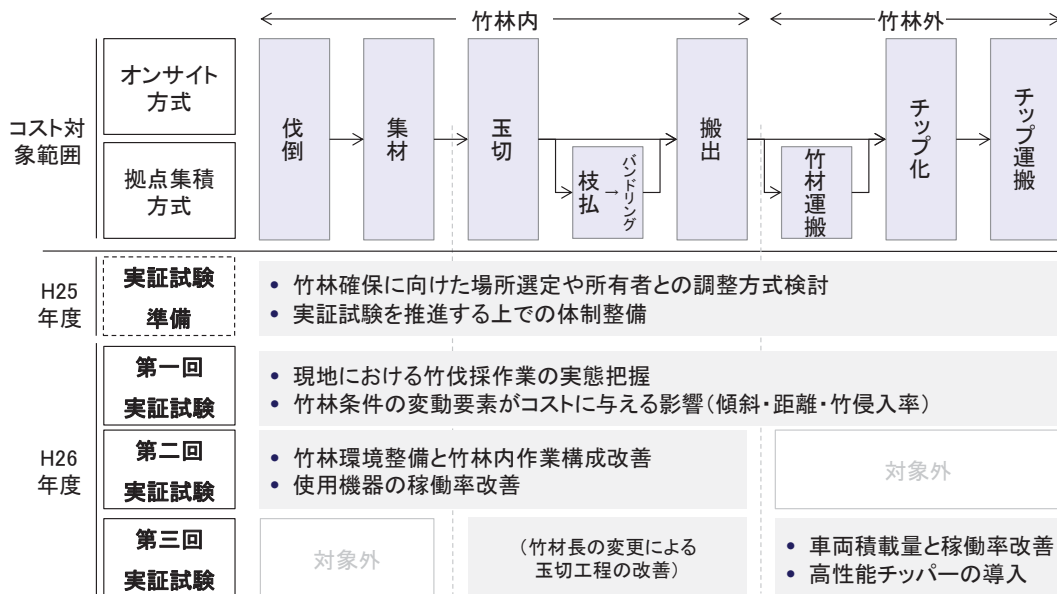 竹林内
竹林外
コスト対
象範囲
オンサイト
方式
拠点集積
方式
伐倒
集材
玉切
枝払
→
バンドリング
搬出
竹材運搬
チップ化
チップ運搬
H25
年度
実証試験
準備
• 竹林確保に向けた場所選定や所有者との調整方式検討
• 実証試験を推進する上での体制整備
H26
年度
第一回
実証試験
• 現地における竹伐採作業の実態把握
• 竹林条件の変動要素がコストに与える影響(傾斜・距離・竹侵入率)
第二回
実証試験
• 竹林環境整備と竹林内作業構成改善
• 使用機器の稼働率改善
対象外
第三回
実証試験
対象外
(竹材長の変更による
玉切工程の改善)
• 車両積載量と稼働率改善
• 高性能チッパーの導入